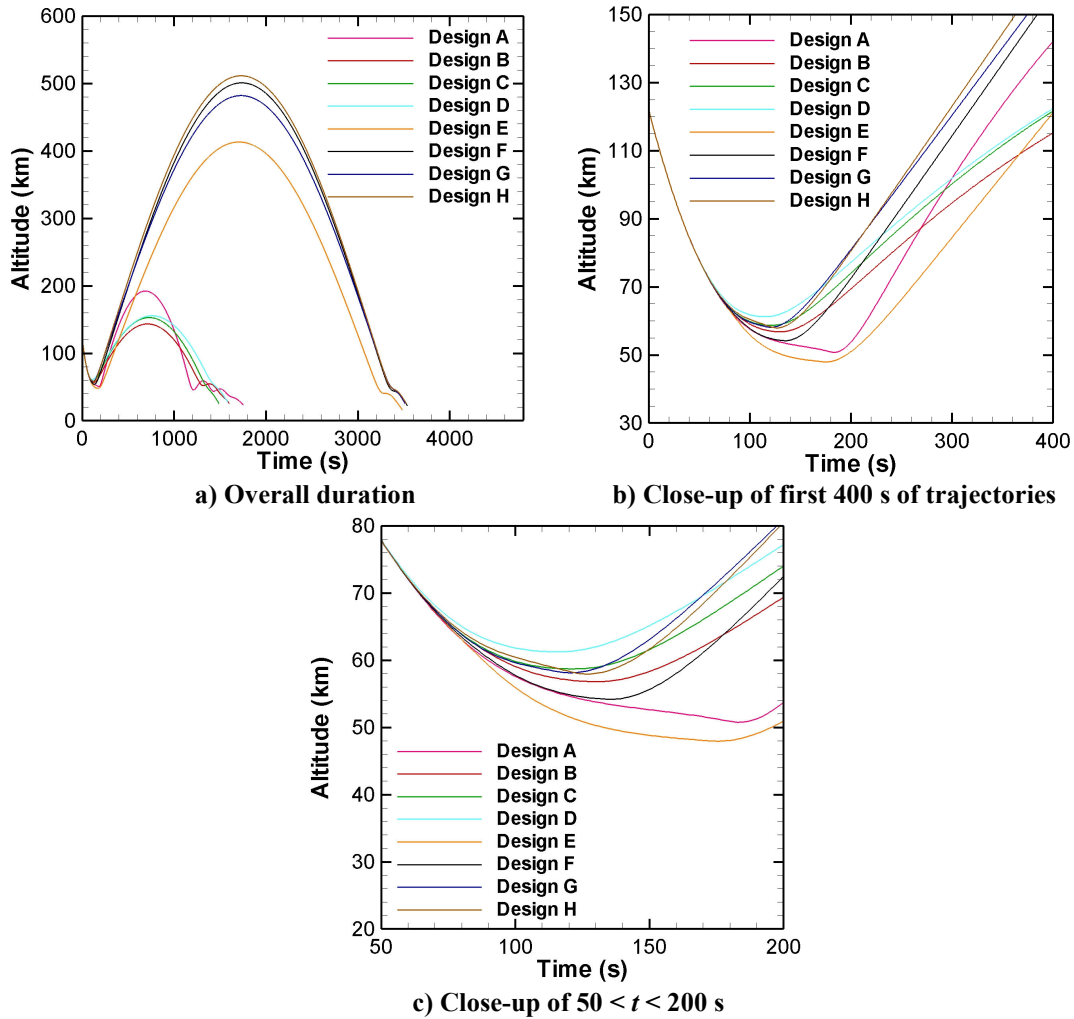 600
500
400
300
200
100
0
Altitude (km)
0 1000 2000 3000 4000
Time (s)
Design A
Design B
Design C
Design D
Design E
Design F
Design G
Design H
a) Overall duration
150
130
110
90
70
50
30
Altitude (km)
0 100 200 300 400
Time (s)
Design A
Design B
Design C
Design D
Design E
Design F
Design G
Design H
b) Close-up of first 400 s of trajectories
80
70
60
50
40
30
20
Altitude (km)
50 100 150 200
Time (s)
Design A
Design B
Design C
Design D
Design E
Design F
Design G
Design H
c) Close-up of 50 < t < 200 s